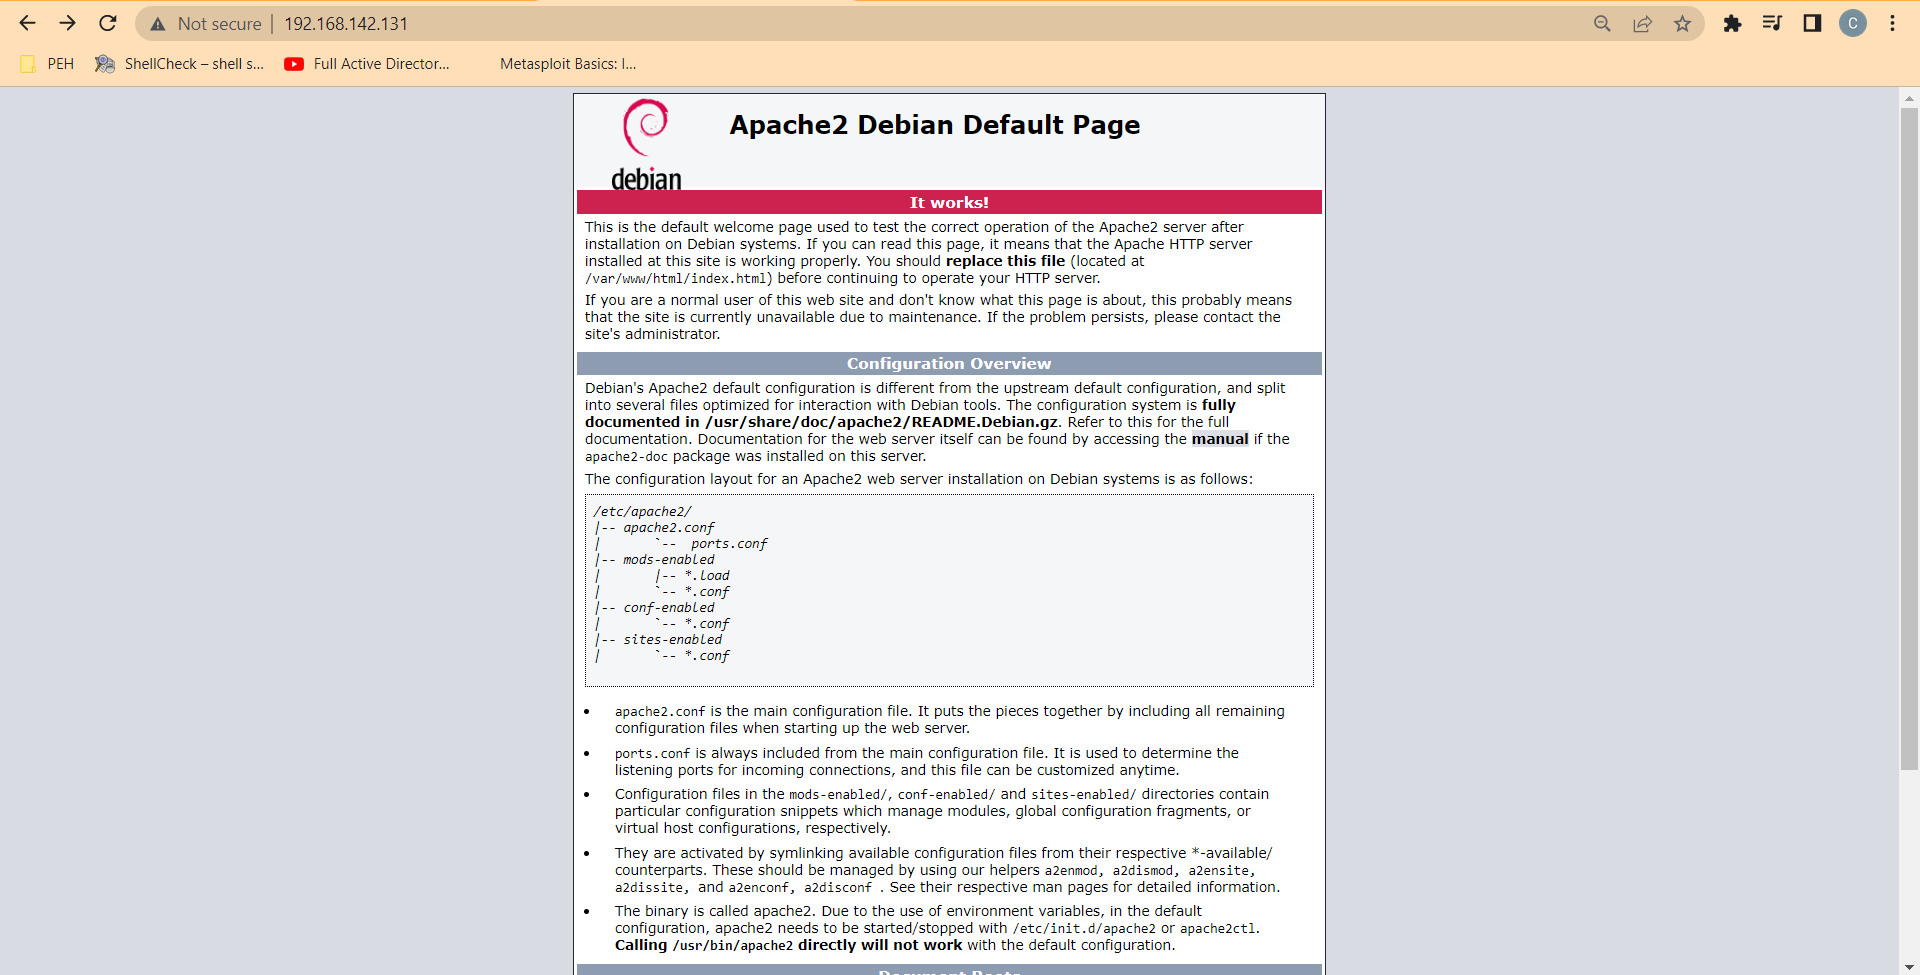 Not secure | 192.168.142.131
C
PEH
ShellCheck – shell s...
Full Active Director...
Metasploit Basics: I...
debian
Apache2 Debian Default Page
It works!
This is the default welcome page used to test the correct operation of the Apache2 server after
installation on Debian systems. If you can read this page, it means that the Apache HTTP server
installed at this site is working properly. You should replace this file (located at
/var/www/html/index.html) before continuing to operate your HTTP server.
If you are a normal user of this web site and don't know what this page is about, this probably means
that the site is currently unavailable due to maintenance. If the problem persists, please contact the
site's administrator.
Configuration Overview
Debian's Apache2 default configuration is different from the upstream default configuration, and split
into several files optimized for interaction with Debian tools. The configuration system is fully
documented in /usr/share/doc/apache2/README.Debian.gz. Refer to this for the full
documentation. Documentation for the web server itself can be found by accessing the manual if the
apache2-doc package was installed on this server.
The configuration layout for an Apache2 web server installation on Debian systems is as follows:
/etc/apache2/
|-- apache2.conf
|       `--  ports.conf
|-- mods-enabled
|       |-- *.load
|       `-- *.conf
|-- conf-enabled
|       `-- *.conf
|-- sites-enabled
|       `-- *.conf
• apache2.conf is the main configuration file. It puts the pieces together by including all remaining
configuration files when starting up the web server.
• ports.conf is always included from the main configuration file. It is used to determine the
listening ports for incoming connections, and this file can be customized anytime.
• Configuration files in the mods-enabled/, conf-enabled/ and sites-enabled/ directories contain
particular configuration snippets which manage modules, global configuration fragments, or
virtual host configurations, respectively.
• They are activated by symlinking available configuration files from their respective *-available/
counterparts. These should be managed by using our helpers a2enmod, a2dismod, a2ensite,
a2dissite, and a2enconf, a2disconf . See their respective man pages for detailed information.
• The binary is called apache2. Due to the use of environment variables, in the default
configuration, apache2 needs to be started/stopped with /etc/init.d/apache2 or apache2ctl.
Calling /usr/bin/apache2 directly will not work with the default configuration.
Document Roots